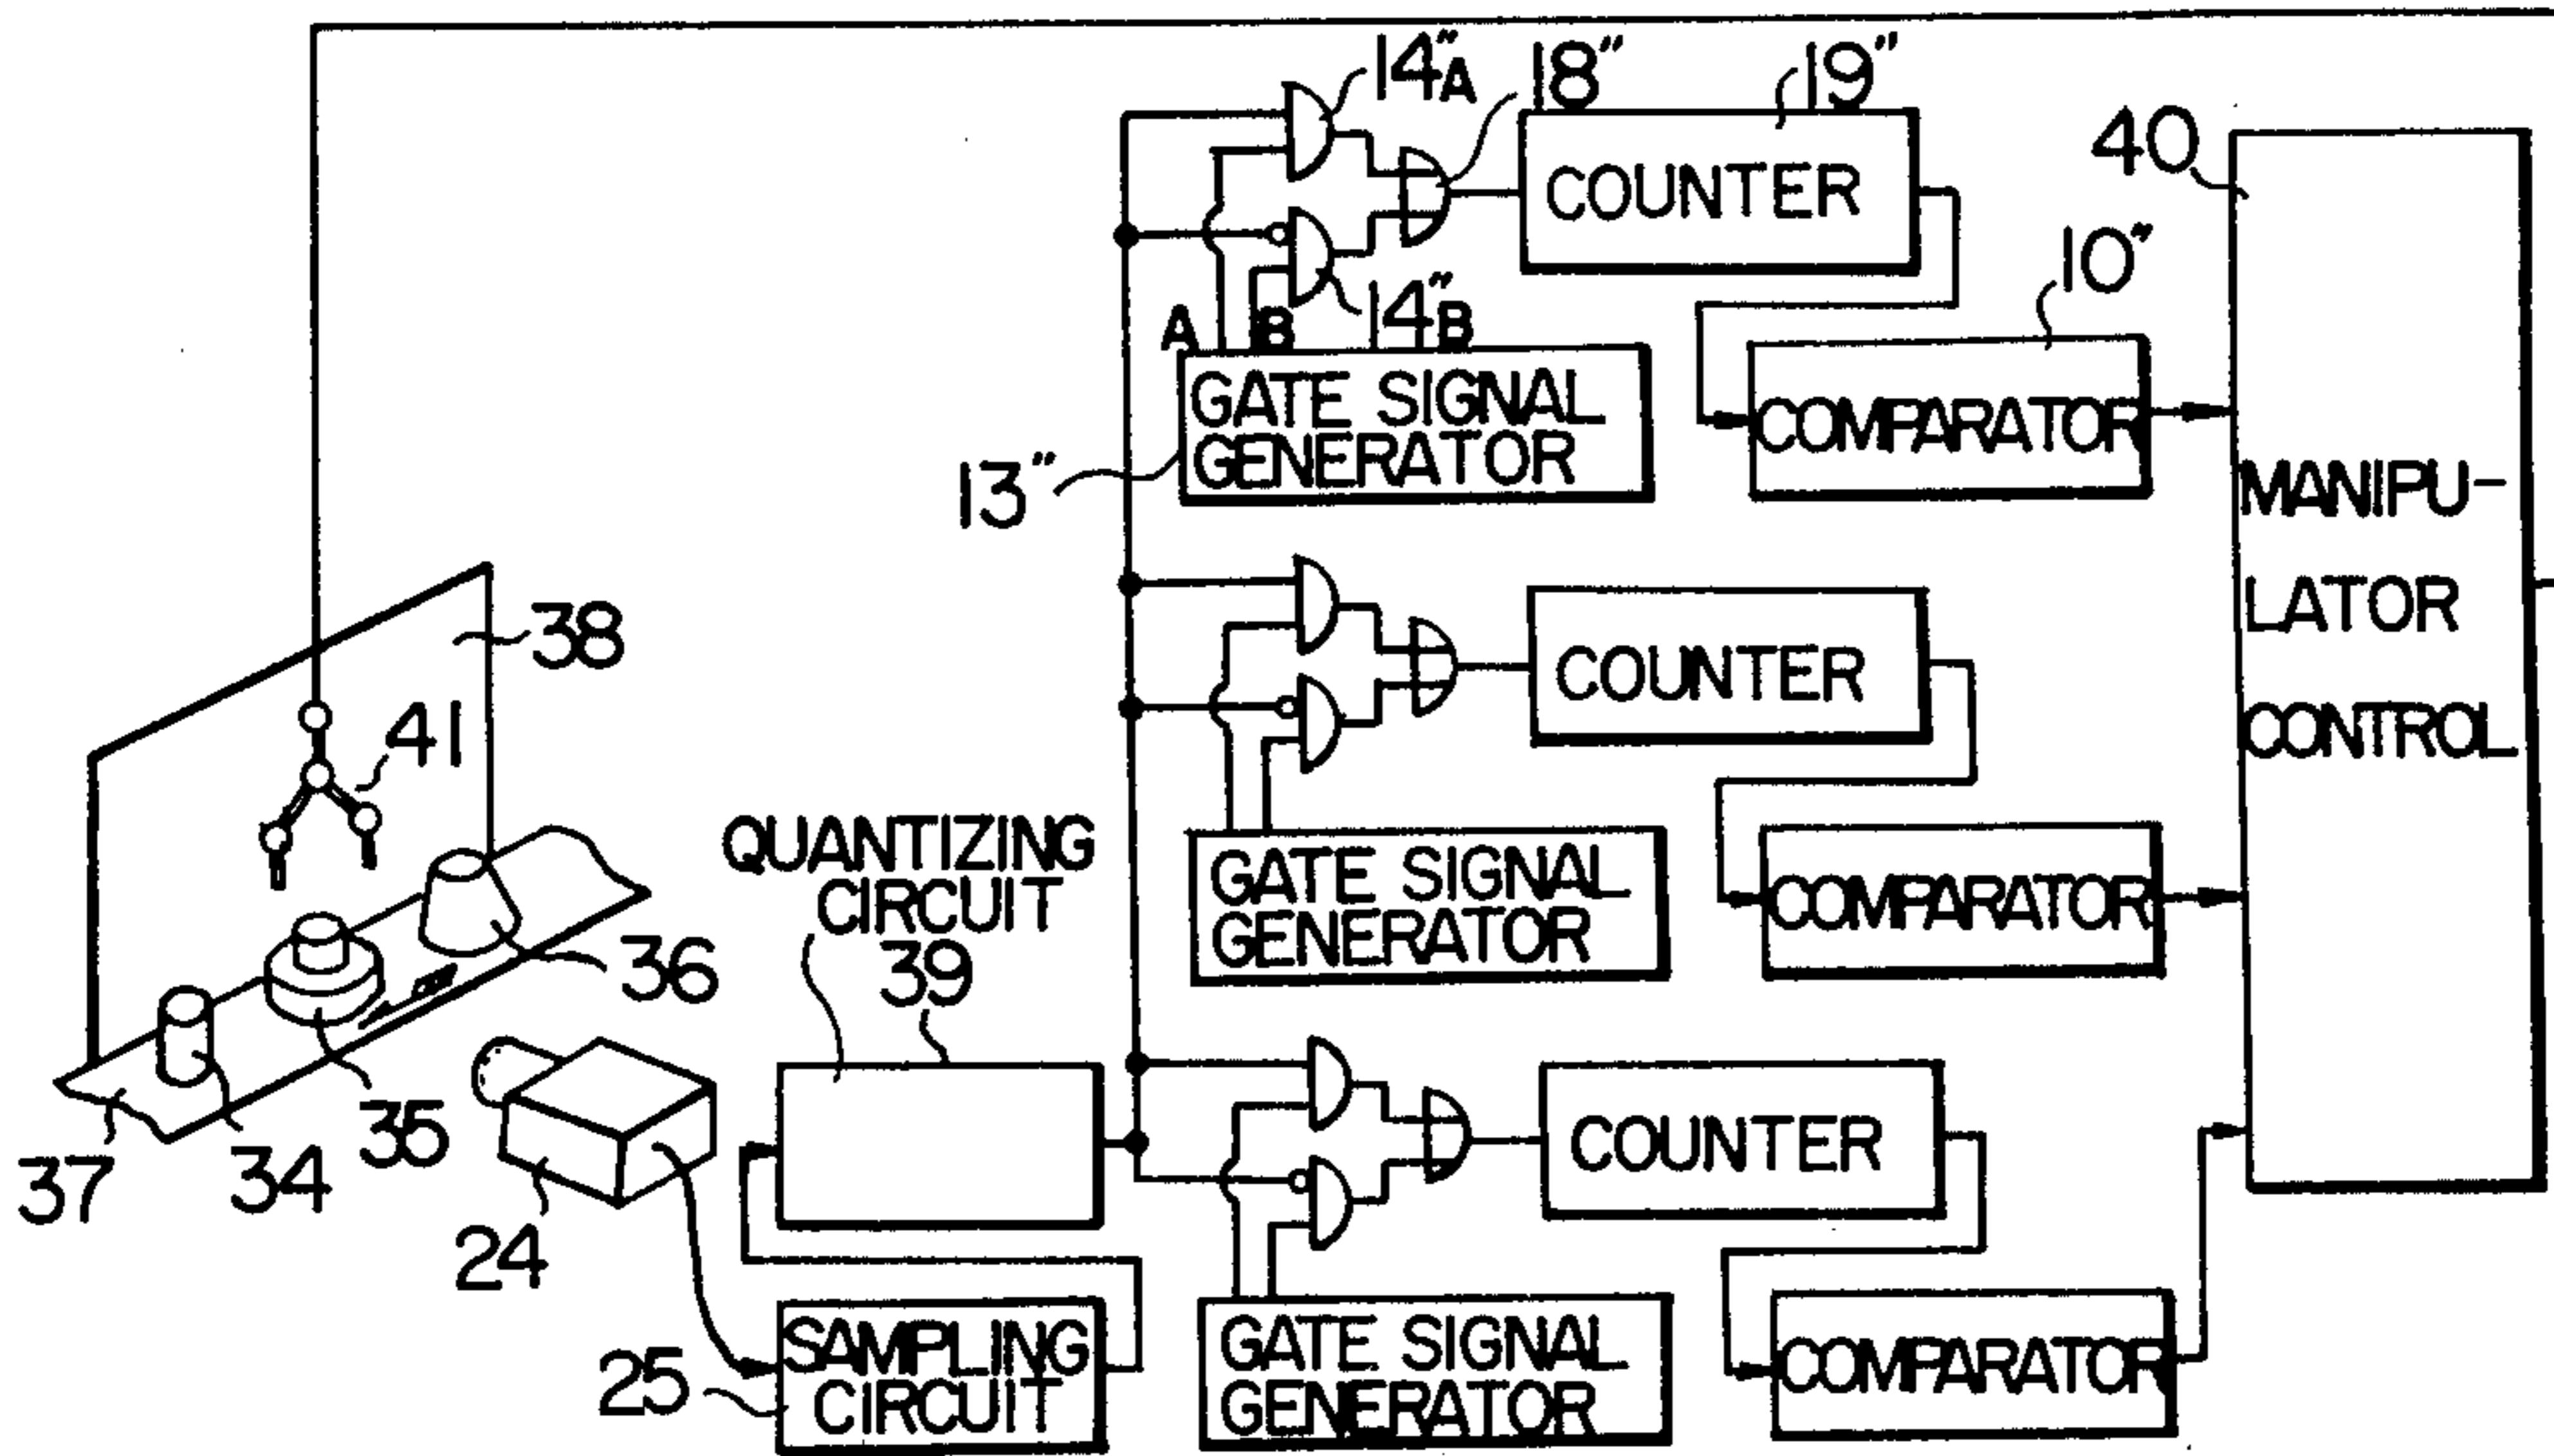 14"A
18"
19"
COUNTER
40
10"
14"B
A
B
GATE SIGNAL
GENERATOR
13"
COMPARATOR
MANIPU-
LATOR
CONTROL
38
41
COUNTER
GATE SIGNAL
GENERATOR
COMPARATOR
QUANTIZING
CIRCUIT
39
36
35
34
37
24
COUNTER
SAMPLING
CIRCUIT
25
GATE SIGNAL
GENERATOR
COMPARATOR